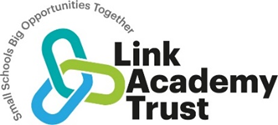 Small Schools Big Opportunities Together
Link
Academy
Trust